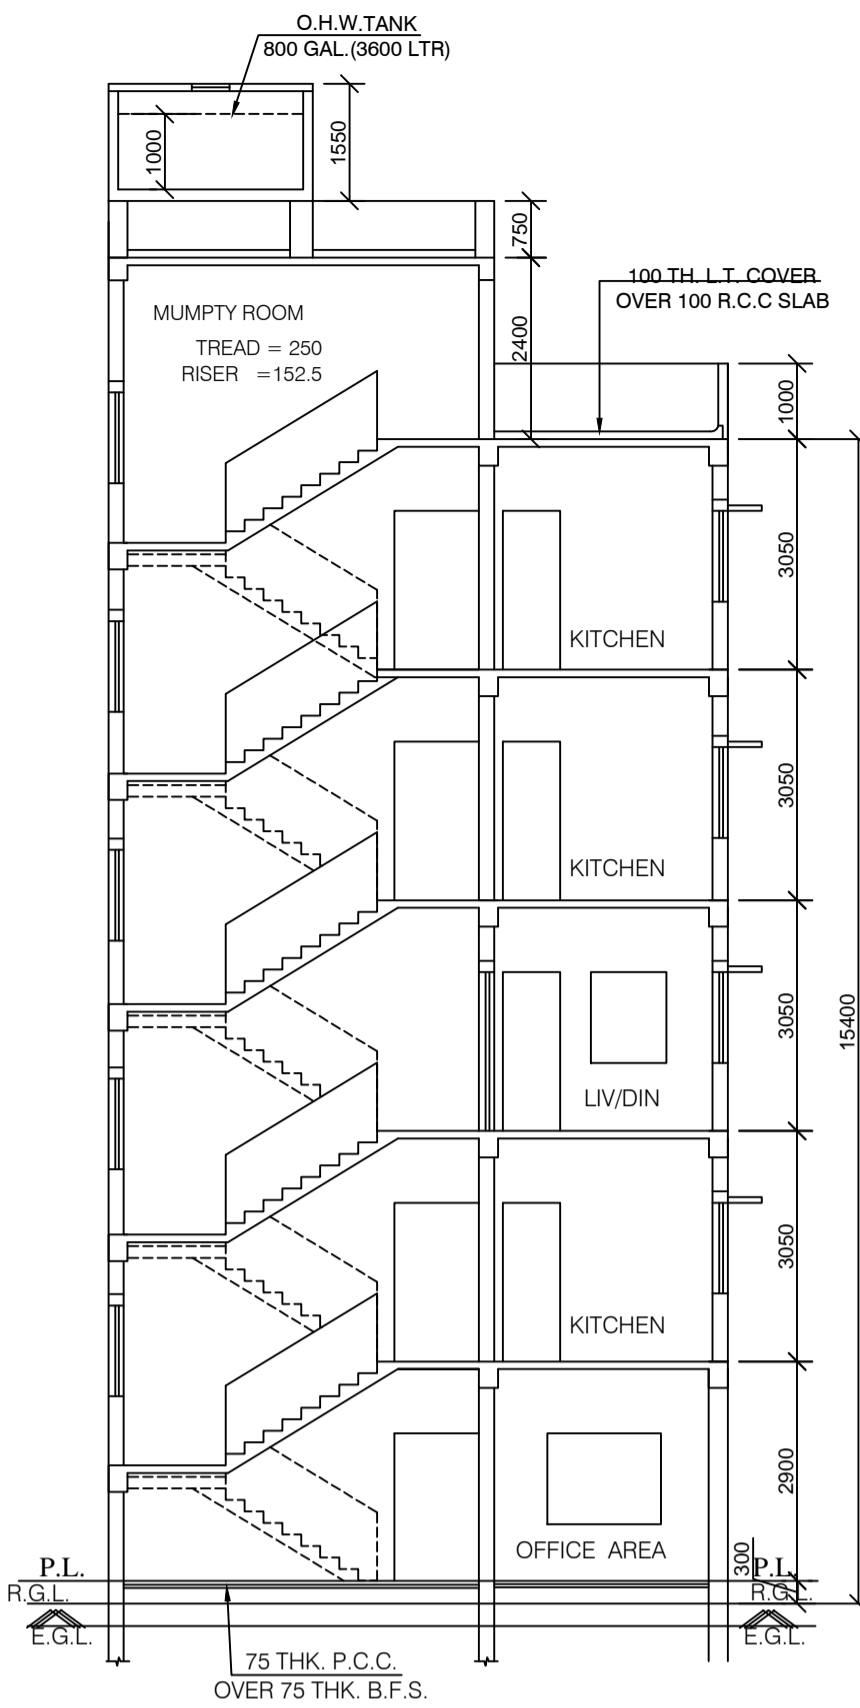 O.H.W.TANK
800 GAL.(3600 LTR)
1000
1550
750
100 TH. L.T. COVER
OVER 100 R.C.C SLAB
MUMPTY ROOM
TREAD = 250
RISER =152.5
2400
1000
3050
KITCHEN
3050
KITCHEN
3050
15400
LIV/DIN
3050
KITCHEN
2900
OFFICE AREA
300
P.L.
P.L.
R.G.L.
R.G.L.
E.G.L.
E.G.L.
75 THK. P.C.C.
OVER 75 THK. B.F.S.